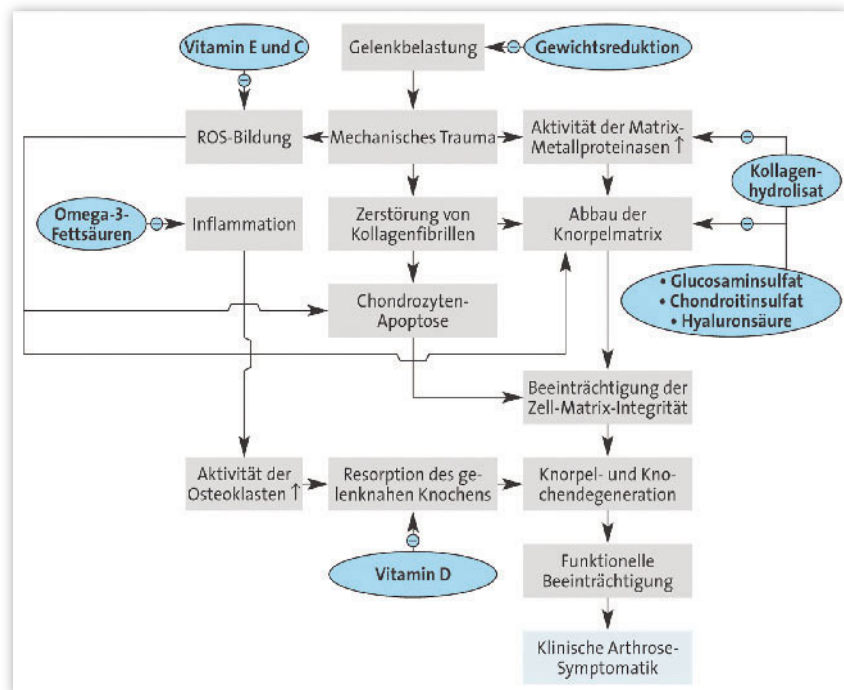 Vitamin E und C
Gelenkbelastung
Gewichtsreduktion
ROS-Bildung
Mechanisches Trauma
Aktivität der Matrix-
Metallproteinasen ↑
Kollagen-
hydrolisat
Omega-3-
Fettsäuren
Inflammation
Zerstörung von
Kollagenfibrillen
Abbau der
Knorpelmatrix
• Glucosaminsulfat
• Chondroitinsulfat
• Hyaluronsäure
Chondrozyten-
Apoptose
Beeinträchtigung der
Zell-Matrix-Integrität
Aktivität der
Osteoklasten ↑
Resorption des ge-
lenknahen Knochens
Knorpel- und Kno-
chendegeneration
Vitamin D
Funktionelle
Beeinträchtigung
Klinische Arthrose-
Symptomatik